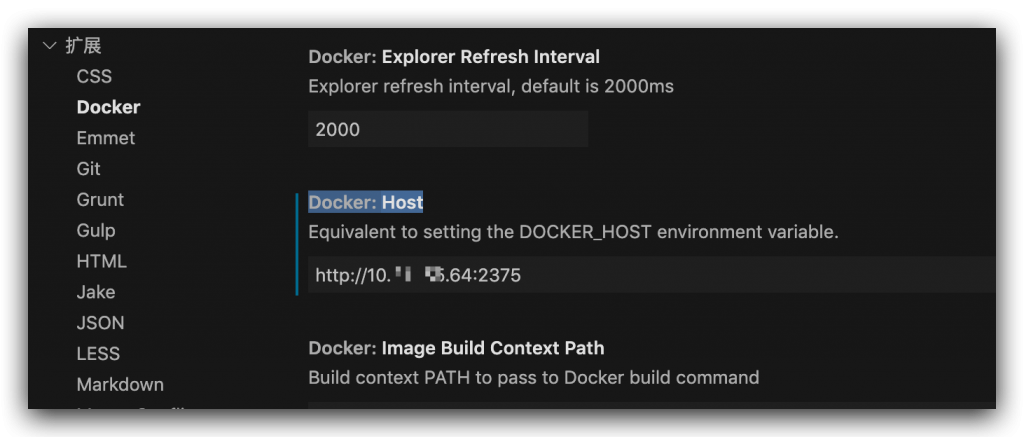 扩展
CSS
Docker
Emmet
Git
Grunt
Gulp
HTML
Jake
JSON
LESS
Markdown
Docker: Explorer Refresh Interval
Explorer refresh interval, default is 2000ms
2000
Docker: Host
Equivalent to setting the DOCKER_HOST environment variable.
http://10. .64:2375
Docker: Image Build Context Path
Build context PATH to pass to Docker build command